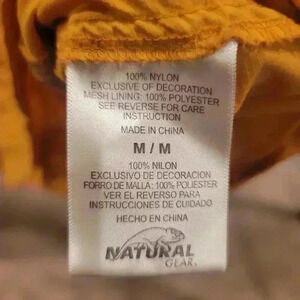 100% NYLON
EXCLUSIVE OF DECORATION
MESH LINING: 100% POLYESTER
SEE REVERSE FOR CARE
INSTRUCTION
MADE IN CHINA
M / M
100% NILON
EXCLUSIVO DE DECORACION
FORRO DE MALLA: 100% POLIESTER
VER EL REVERSO PARA
INSTRUCCIONES DE CUIDADO
HECHO EN CHINA
NATURAL
GEAR